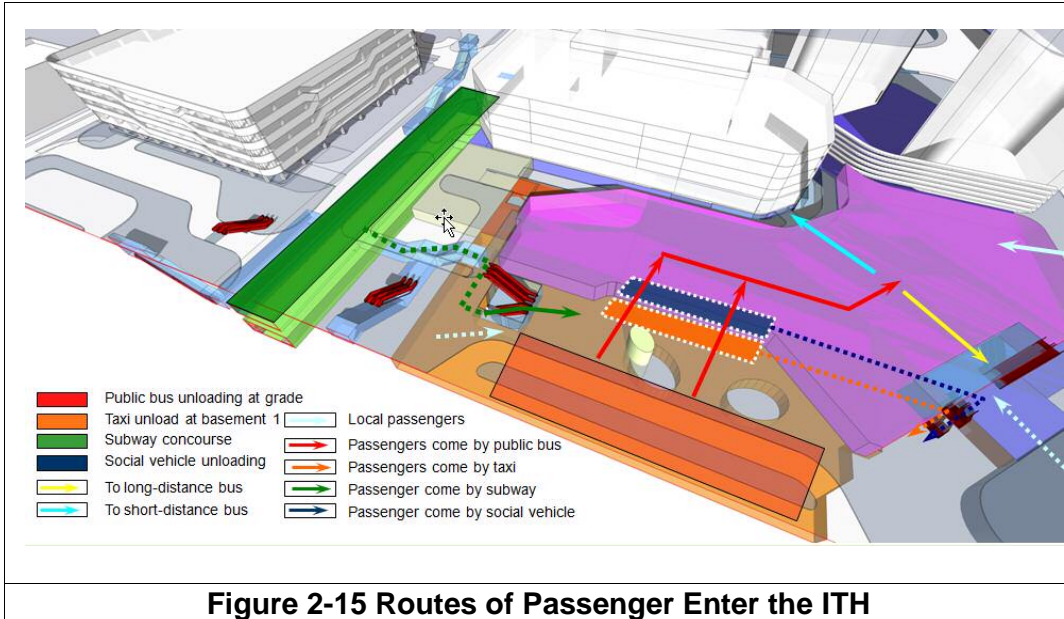 Public bus unloading at grade
Taxi unload at basement 1
Subway concourse
Social vehicle unloading
To long-distance bus
To short-distance bus
Local passengers
Passengers come by public bus
Passengers come by taxi
Passenger come by subway
Passenger come by social vehicle
Figure 2-15 Routes of Passenger Enter the ITH